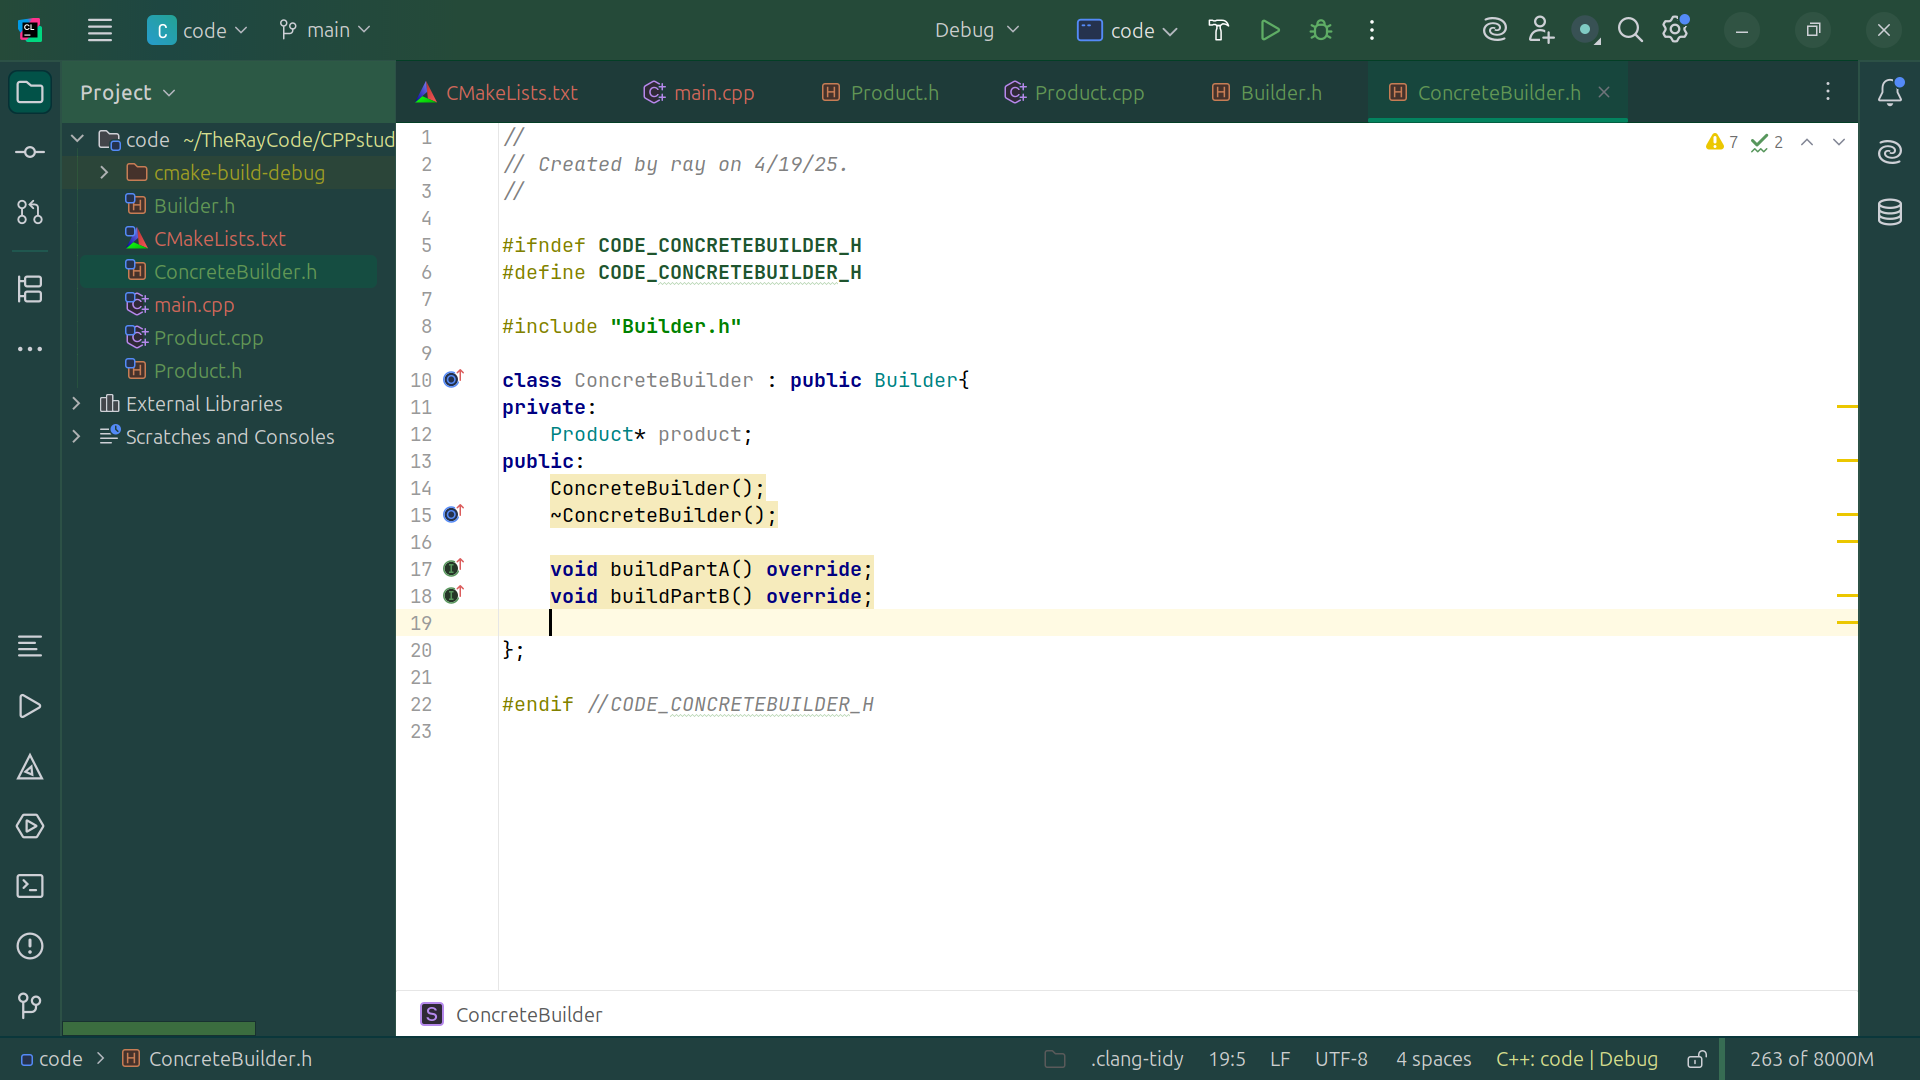 CL
C code
main
Debug
code
Project
CMakeLists.txt
main.cpp
Product.h
Product.cpp
Builder.h
ConcreteBuilder.h
code ~/TheRayCode/CPPstud
cmake-build-debug
Builder.h
CMakeLists.txt
ConcreteBuilder.h
main.cpp
Product.cpp
Product.h
External Libraries
Scratches and Consoles
7 2
1 //
2 // Created by ray on 4/19/25.
3 //
4
5 #ifndef CODE_CONCRETEBUILDER_H
6 #define CODE_CONCRETEBUILDER_H
7
8 #include "Builder.h"
9
10 class ConcreteBuilder : public Builder{
11 private:
12 Product* product;
13 public:
14 ConcreteBuilder();
15 ~ConcreteBuilder();
16
17 void buildPartA() override;
18 void buildPartB() override;
19
20 };
21
22 #endif //CODE_CONCRETEBUILDER_H
23
S ConcreteBuilder
code > ConcreteBuilder.h
.clang-tidy
19:5
LF
UTF-8
4 spaces
C++: code | Debug
263 of 8000M